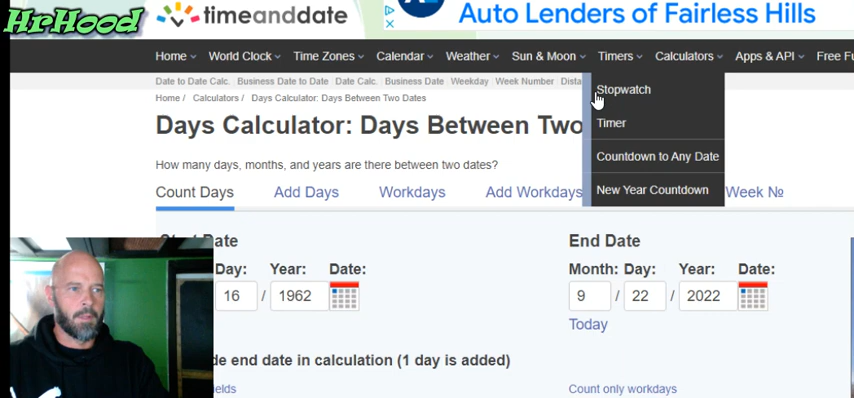 HrHood
timeanddate
Auto Lenders of Fairless Hills
Home World Clock Time Zones Calendar Weather Sun & Moon Timers Calculators Apps & API Free
Date to Date Calc. Business Date to Date Date Calc. Business Date Weekday Week Number
Stopwatch
Home / Calculators / Days Calculator: Days Between Two Dates
Timer
Days Calculator: Days Between Two
Countdown to Any Date
How many days, months, and years are there between two dates?
New Year Countdown
Count Days Add Days Workdays Add Workdays Week №
Start Date End Date
Day: Year: Date: Month: Day: Year: Date:
16 / 1962 9 / 22 / 2022
Today
de end date in calculation (1 day is added)
Count only workdays